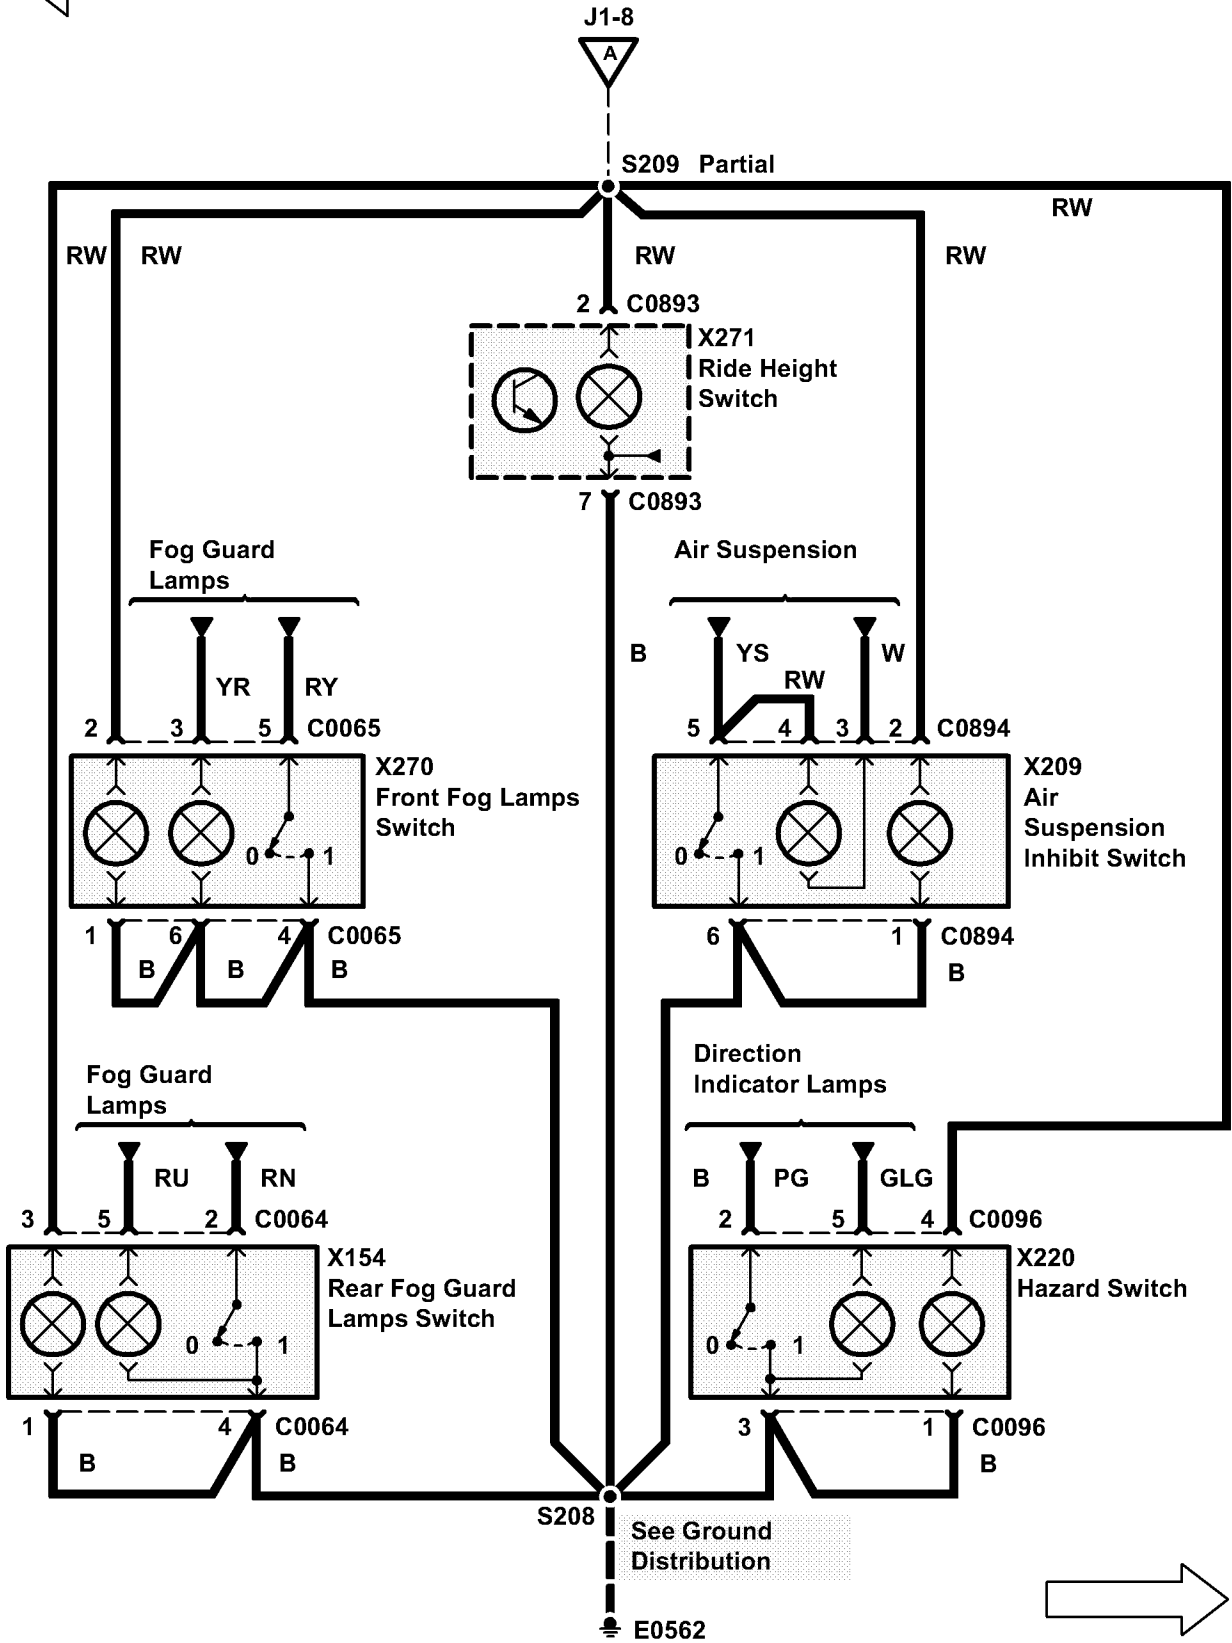 J1-8
A
S209 Partial
RW
RW RW RW RW
2 C0893
X271
Ride Height
Switch
7 C0893
Fog Guard
Lamps
Air Suspension
B YS W
YR RY RW
2 3 5 C0065
5 4 3 2 C0894
X270
Front Fog Lamps
Switch
0 1
X209
Air
Suspension
Inhibit Switch
0 1
1 6 4 C0065
B B B
6 1 C0894
B
Direction
Indicator Lamps
Fog Guard
Lamps
RU RN
B PG GLG
3 5 2 C0064
2 5 4 C0096
X154
Rear Fog Guard
Lamps Switch
0 1
X220
Hazard Switch
0 1
1 4 C0064
B B
3 1 C0096
B
S208
See Ground
Distribution
E0562